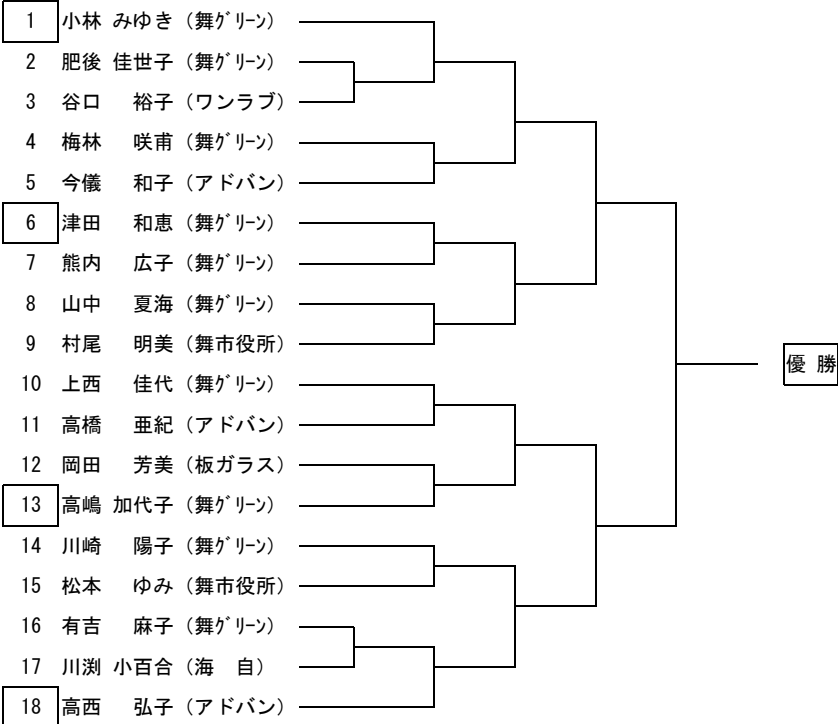 1 小林 みゆき (舞ｸﾞﾘｰﾝ)
2 肥後 佳世子 (舞ｸﾞﾘｰﾝ)
3 谷口 裕子 (ワンラブ)
4 梅林 咲甫 (舞ｸﾞﾘｰﾝ)
5 今儀 和子 (アドバン)
6 津田 和恵 (舞ｸﾞﾘｰﾝ)
7 熊内 広子 (舞ｸﾞﾘｰﾝ)
8 山中 夏海 (舞ｸﾞﾘｰﾝ)
9 村尾 明美 (舞市役所)
優 勝
10 上西 佳代 (舞ｸﾞﾘｰﾝ)
11 高橋 亜紀 (アドバン)
12 岡田 芳美 (板ガラス)
13 高嶋 加代子 (舞ｸﾞﾘｰﾝ)
14 川崎 陽子 (舞ｸﾞﾘｰﾝ)
15 松本 ゆみ (舞市役所)
16 有吉 麻子 (舞ｸﾞﾘｰﾝ)
17 川渕 小百合 (海 自)
18 高西 弘子 (アドバン)